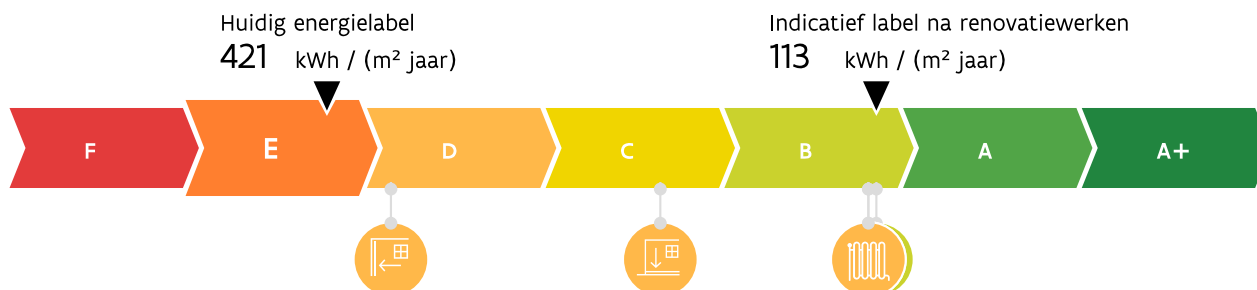 Huidig energielabel
421 kWh / (m² jaar)
Indicatief label na renovatiewerken
113 kWh / (m² jaar)
F E D C B A A+